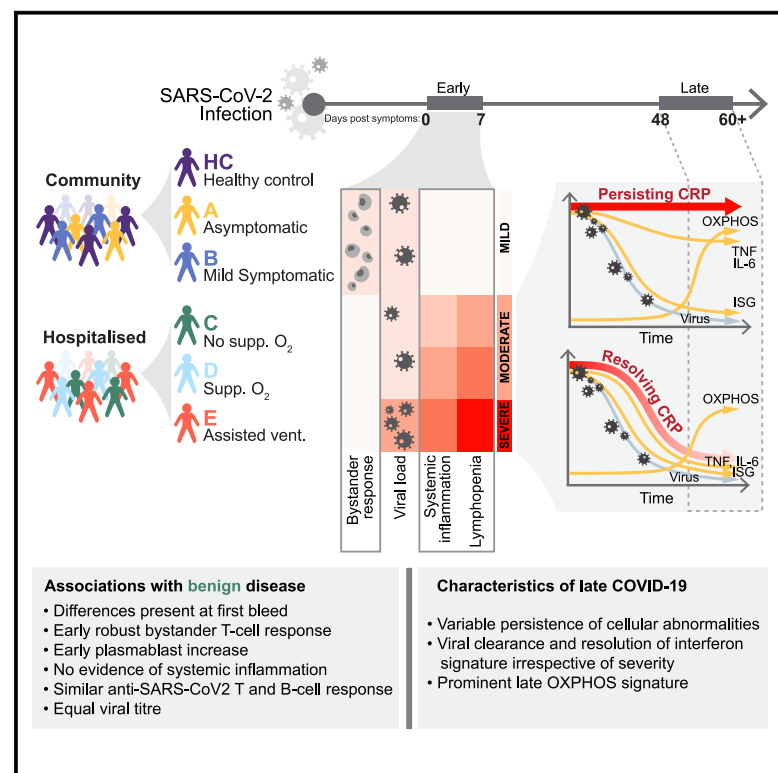 SARS-CoV-2
Infection
Days post symptoms:
Early
0
7
Late
48
60+
Community
HC
Healthy control
A
Asymptomatic
B
Mild Symptomatic
Hospitalised
C
No supp. O2
D
Supp. O2
E
Assisted vent.
MILD
MODERATE
SEVERE
Bystander
response
Viral load
Systemic
inflammation
Lymphopenia
Persisting CRP
OXPHOS
TNF
IL-6
ISG
Virus
Time
Resolving CRP
OXPHOS
TNF, IL-6
ISG
Virus
Time
Associations with benign disease
• Differences present at first bleed
• Early robust bystander T-cell response
• Early plasmablast increase
• No evidence of systemic inflammation
• Similar anti-SARS-CoV2 T and B-cell response
• Equal viral titre
Characteristics of late COVID-19
• Variable persistence of cellular abnormalities
• Viral clearance and resolution of interferon
signature irrespective of severity
• Prominent late OXPHOS signature